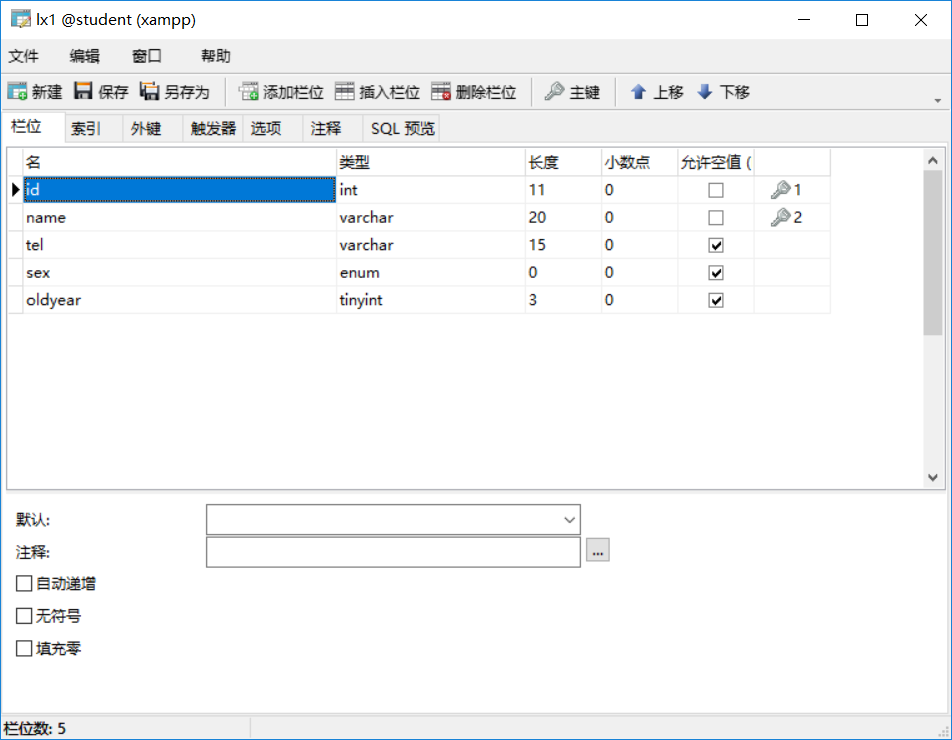 lx1 @student (xampp)
文件 编辑 窗口 帮助
新建 保存 另存为 添加栏位 插入栏位 删除栏位 主键 上移 下移
栏位 索引 外键 触发器 选项 注释 SQL 预览
名 类型 长度 小数点 允许空值 (
id int 11 0 1
name varchar 20 0 2
tel varchar 15 0
sex enum 0 0
oldyear tinyint 3 0
默认:
注释:
...
自动递增
无符号
填充零
栏位数: 5